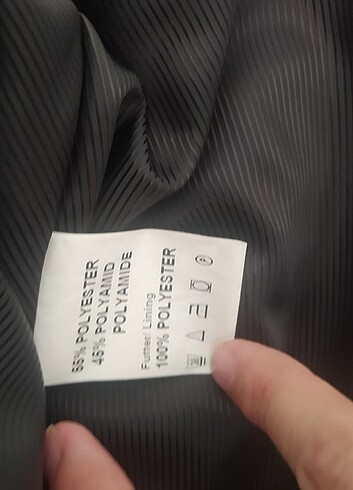 55% POLYESTER
45% POLYAMID
POLYAMIDE
Futter/ Lining
100% POLYESTER